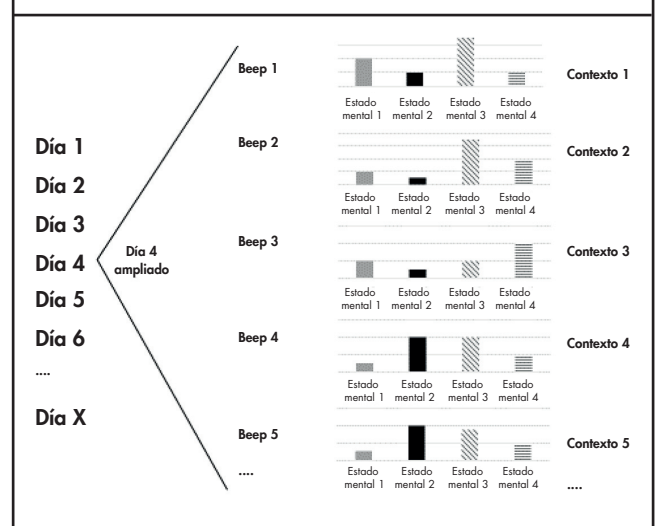 Beep 1
Contexto 1
Estado mental 1
Estado mental 2
Estado mental 3
Estado mental 4
Día 1
Beep 2
Contexto 2
Día 2
Estado mental 1
Estado mental 2
Estado mental 3
Estado mental 4
Día 3
Beep 3
Contexto 3
Día 4
Día 4 ampliado
Estado mental 1
Estado mental 2
Estado mental 3
Estado mental 4
Día 5
Día 6
Beep 4
Contexto 4
....
Estado mental 1
Estado mental 2
Estado mental 3
Estado mental 4
Día X
Beep 5
Contexto 5
....
Estado mental 1
Estado mental 2
Estado mental 3
Estado mental 4
....